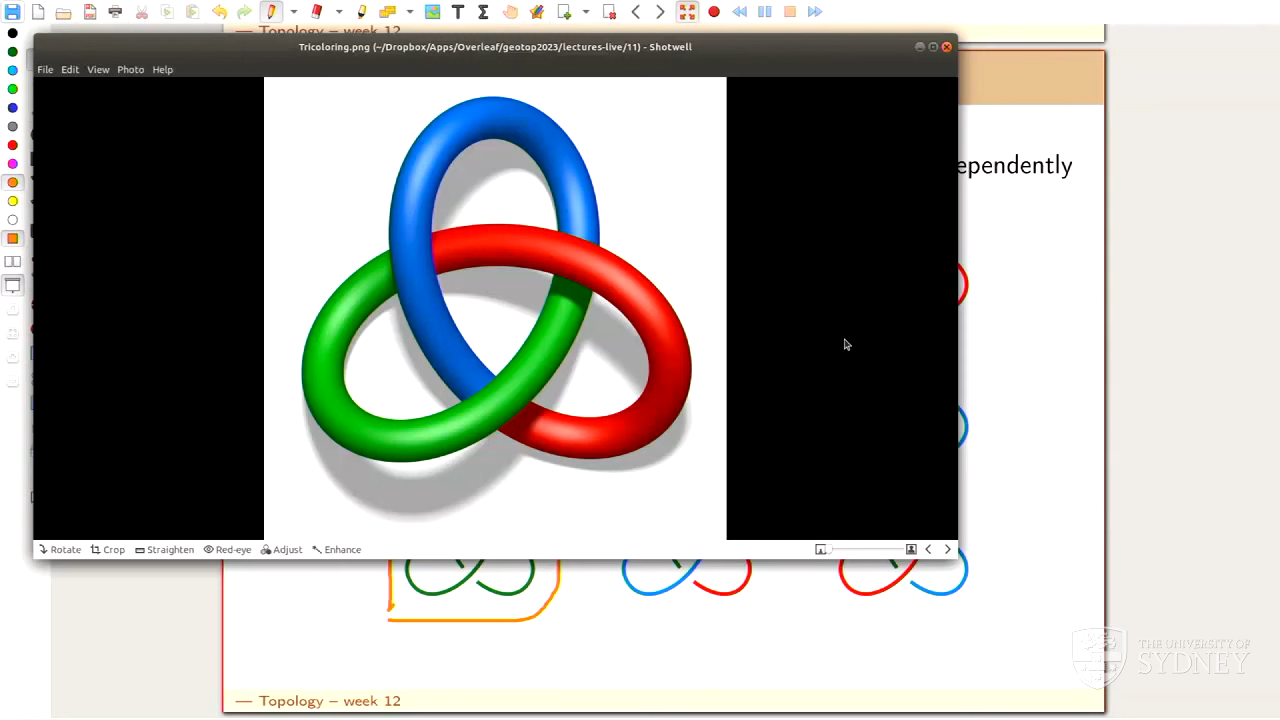 — Topology – week 12
Tricoloring.png (~/Dropbox/Apps/Overleaf/geotop2023/lectures-live/11) - Shotwell
File Edit View Photo Help
ependently
Rotate Crop Straighten Red-eye Adjust Enhance
THE UNIVERSITY OF
SYDNEY
— Topology – week 12